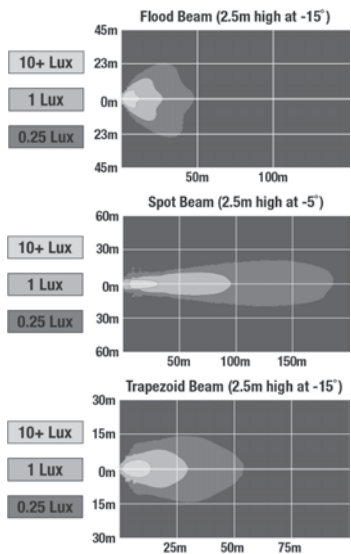 Flood Beam (2.5m high at -15°)
45m
10+ Lux
23m
1 Lux
0m
0.25 Lux
23m
45m
50m 100m
Spot Beam (2.5m high at -5°)
60m
10+ Lux
30m
1 Lux
0m
0.25 Lux
30m
60m
50m 100m 150m
Trapezoid Beam (2.5m high at -15°)
30m
10+ Lux
15m
1 Lux
0m
0.25 Lux
15m
30m
25m 50m 75m